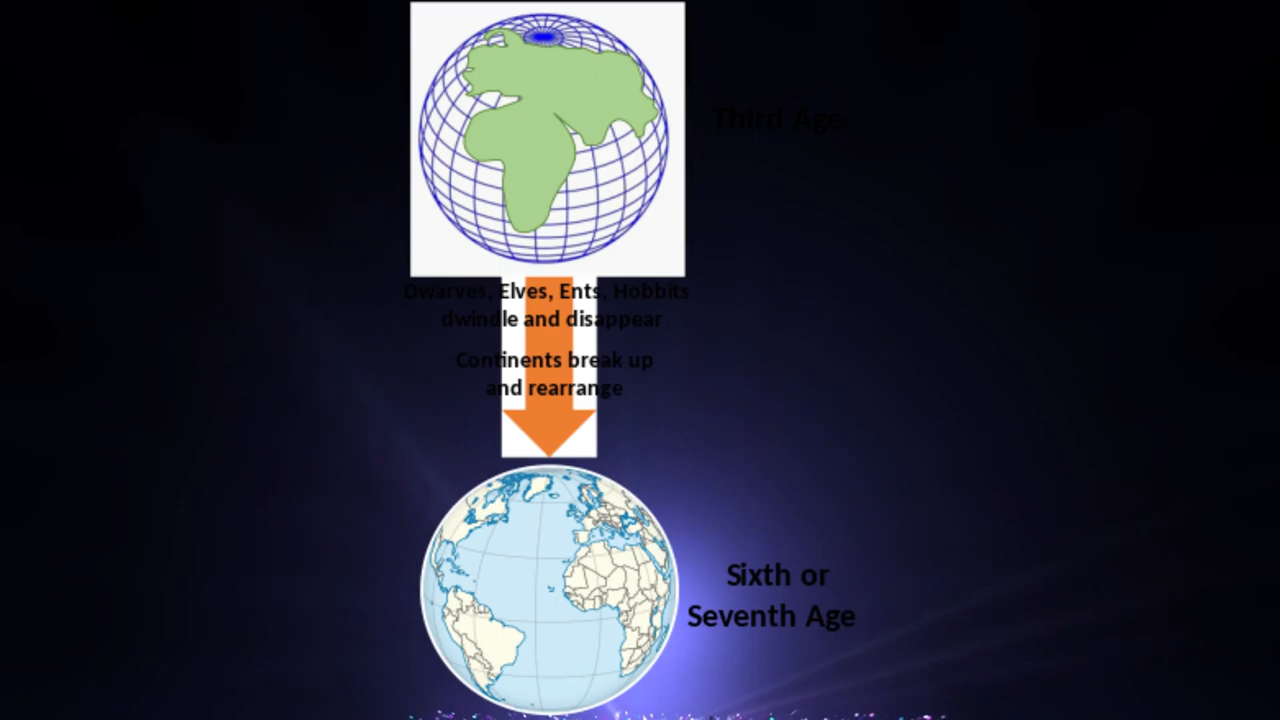 Third Age
Dwarves, Elves, Ents, Hobbits
dwindle and disappear
Continents break up
and rearrange
Sixth or
Seventh Age